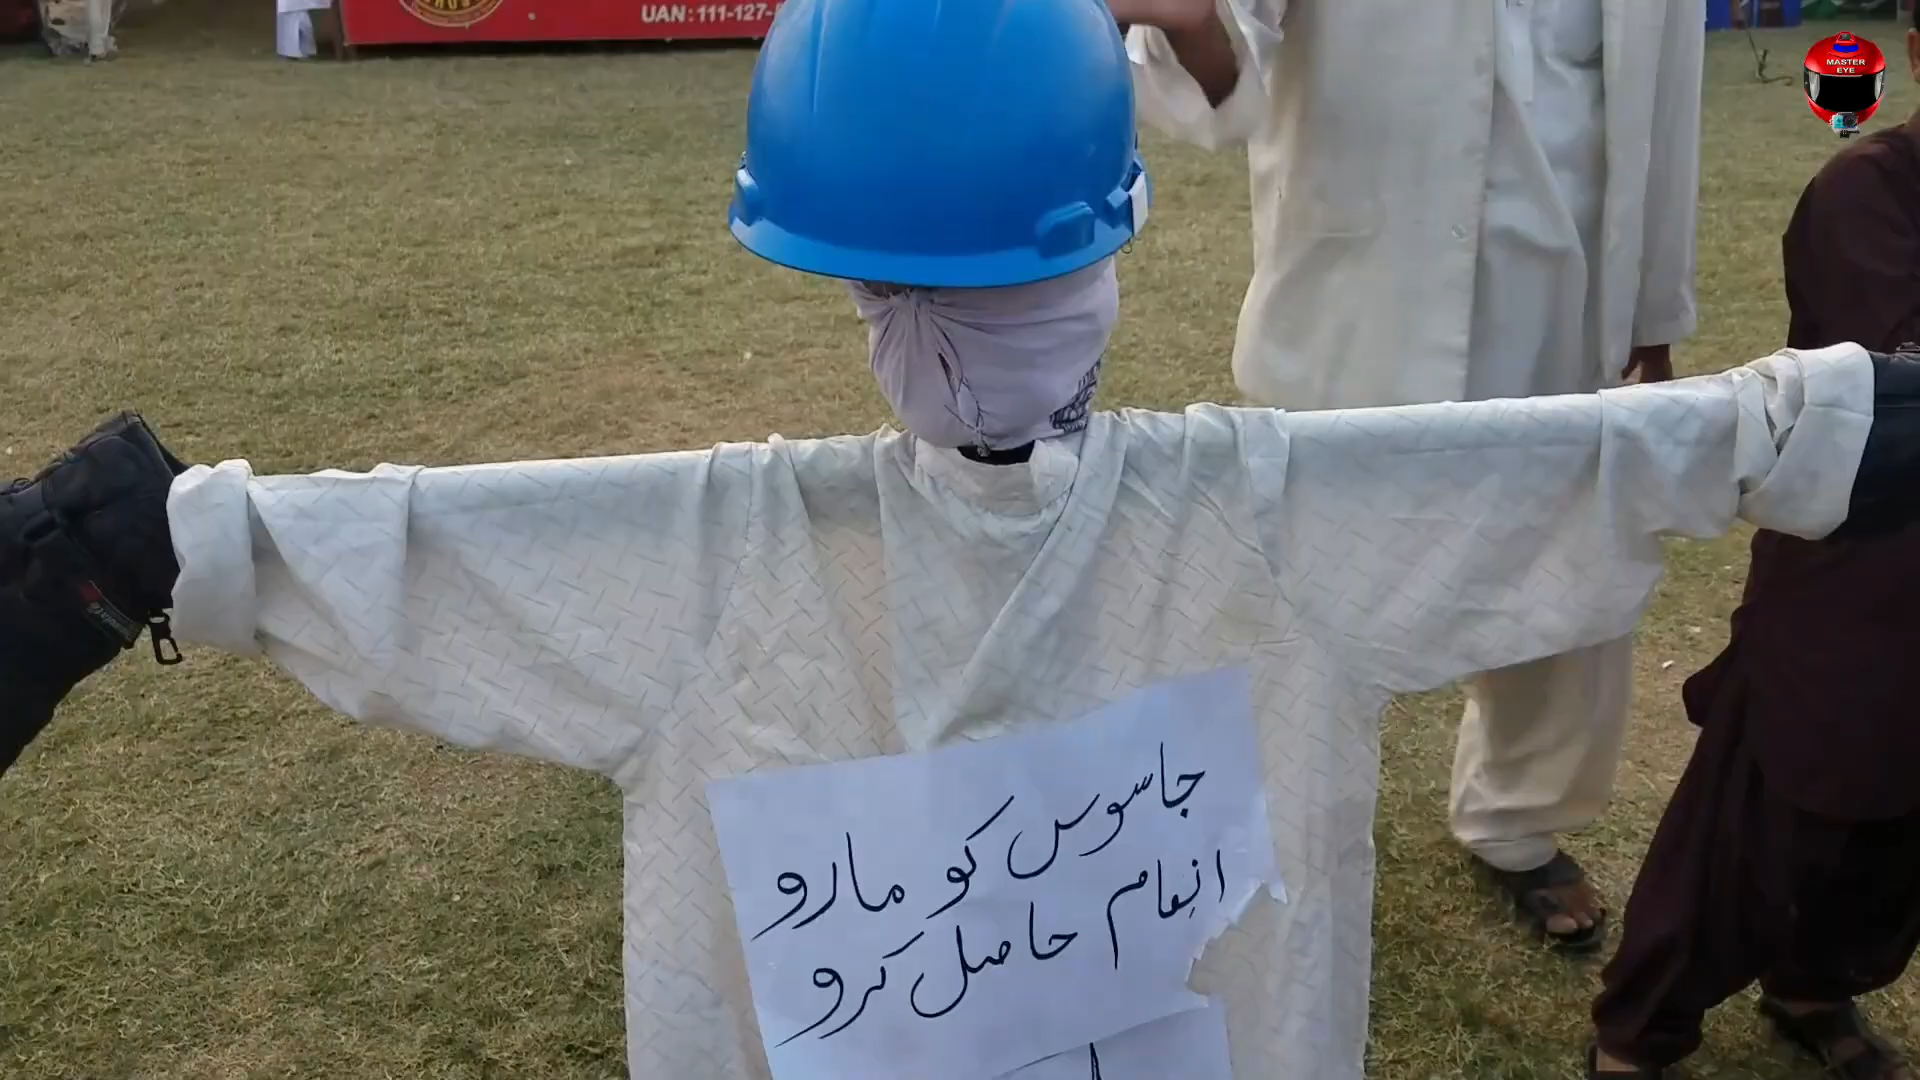 UAN: 111-127-
MASTER
EYE
جاسوس کو مارو
انعام حاصل کرو